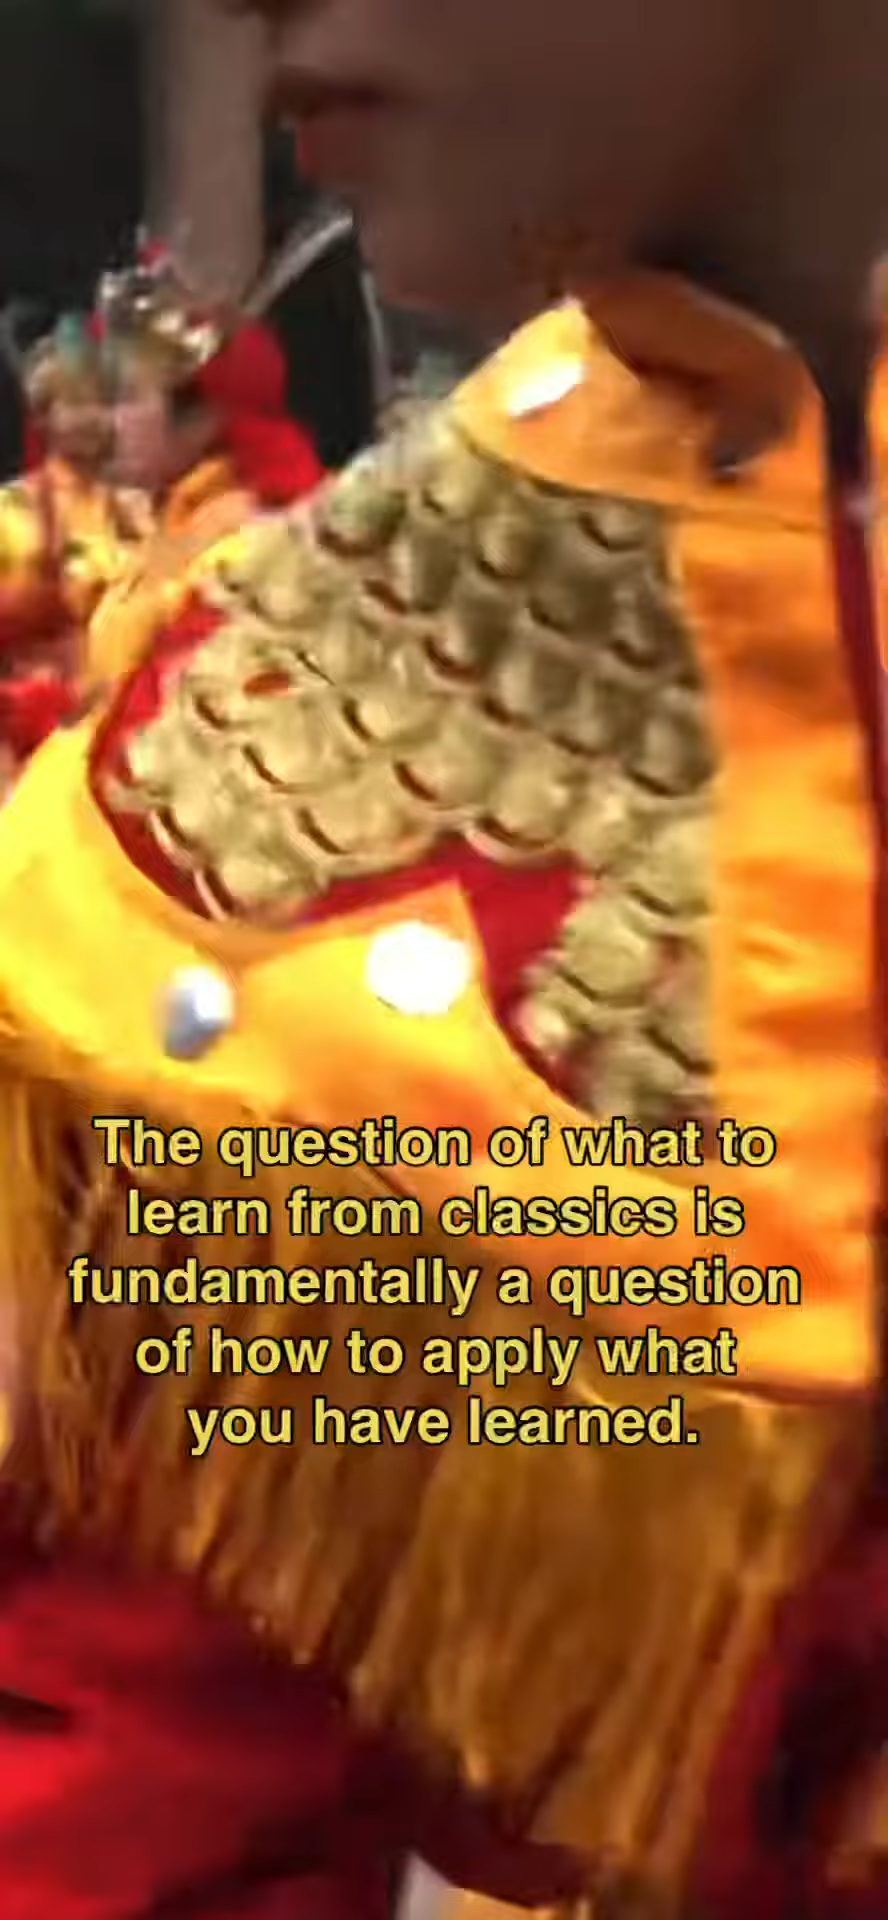 The question of what to
learn from classics is
fundamentally a question
of how to apply what
you have learned.